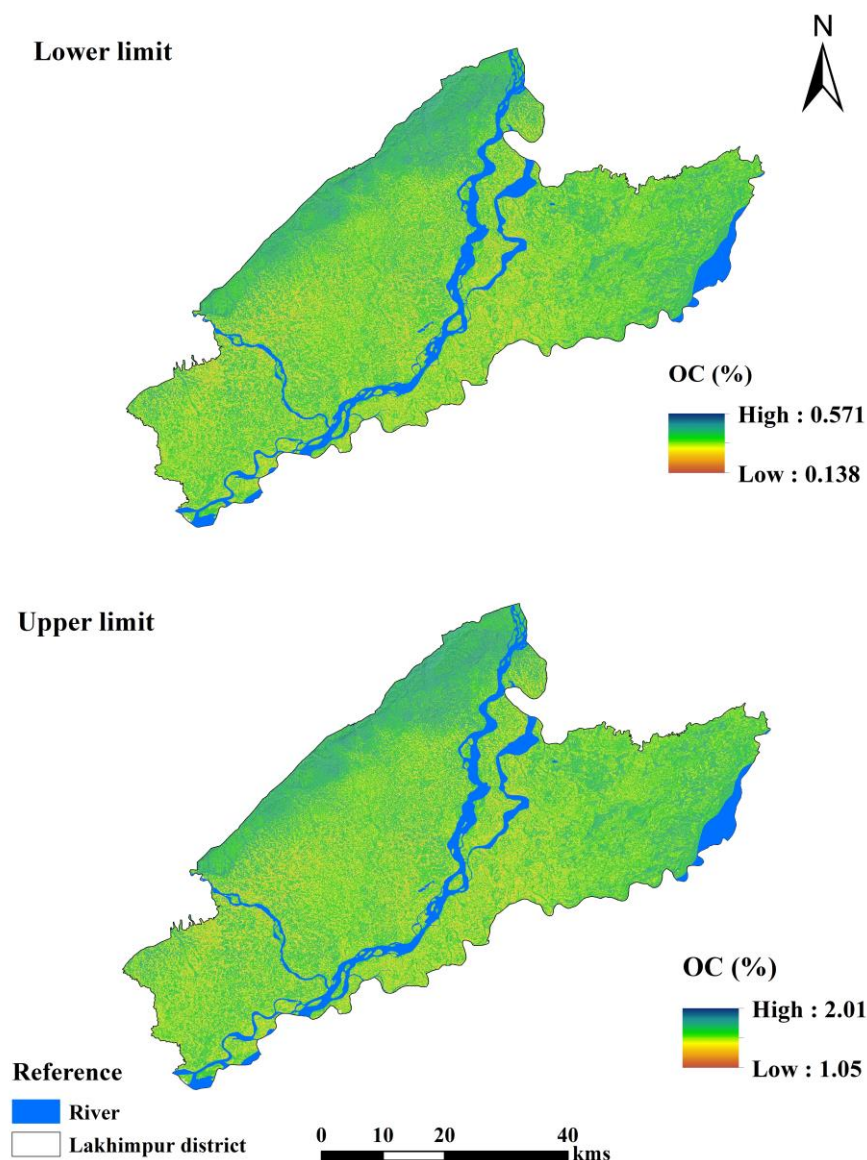 Lower limit
N
OC (%)
High : 0.571
Low : 0.138
Upper limit
OC (%)
High : 2.01
Low : 1.05
Reference
River
Lakhimpur district
0 10 20 40
kms